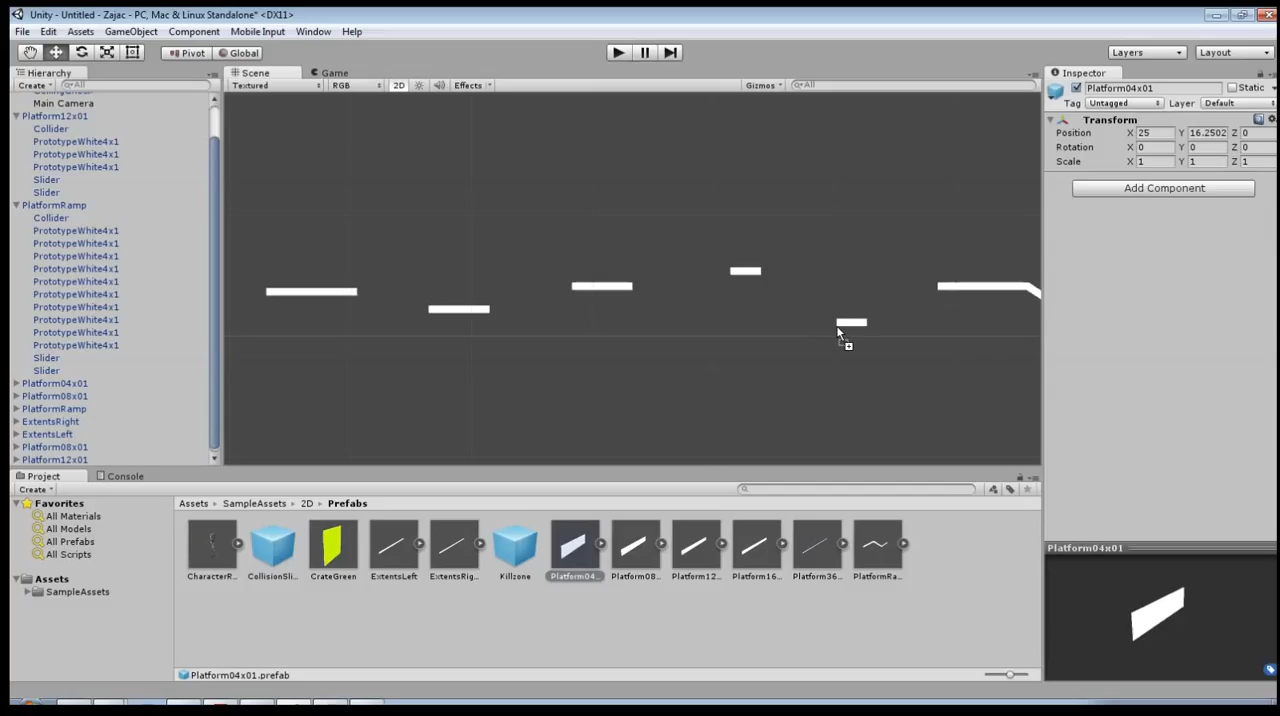 Unity - Untitled - Zajac - PC, Mac & Linux Standalone* <DX11>
File Edit Assets GameObject Component Mobile Input Window Help
Pivot Global Layers Layout
Hierarchy
Create All
Main Camera
Platform12x01
Collider
PrototypeWhite4x1
PrototypeWhite4x1
PrototypeWhite4x1
Slider
Slider
PlatformRamp
Collider
PrototypeWhite4x1
PrototypeWhite4x1
PrototypeWhite4x1
PrototypeWhite4x1
PrototypeWhite4x1
PrototypeWhite4x1
PrototypeWhite4x1
PrototypeWhite4x1
PrototypeWhite4x1
PrototypeWhite4x1
Slider
Slider
Platform04x01
Platform08x01
PlatformRamp
ExtentsRight
ExtentsLeft
Platform08x01
Platform12x01
Scene Game
Textured RGB 2D Effects Gizmos All
Inspector
Platform04x01 Static
Tag Untagged Layer Default
Transform
Position X 25 Y 16.2502 Z 0
Rotation X 0 Y 0 Z 0
Scale X 1 Y 1 Z 1
Add Component
Project Console
Create
Favorites
All Materials
All Models
All Prefabs
All Scripts
Assets
SampleAssets
Assets SampleAssets 2D Prefabs
CharacterR... CollisionSli... CrateGreen ExtentsLeft ExtentsRig... Killzone Platform04... Platform08... Platform12... Platform16... Platform36... PlatformRa...
Platform04x01.prefab
Platform04x01